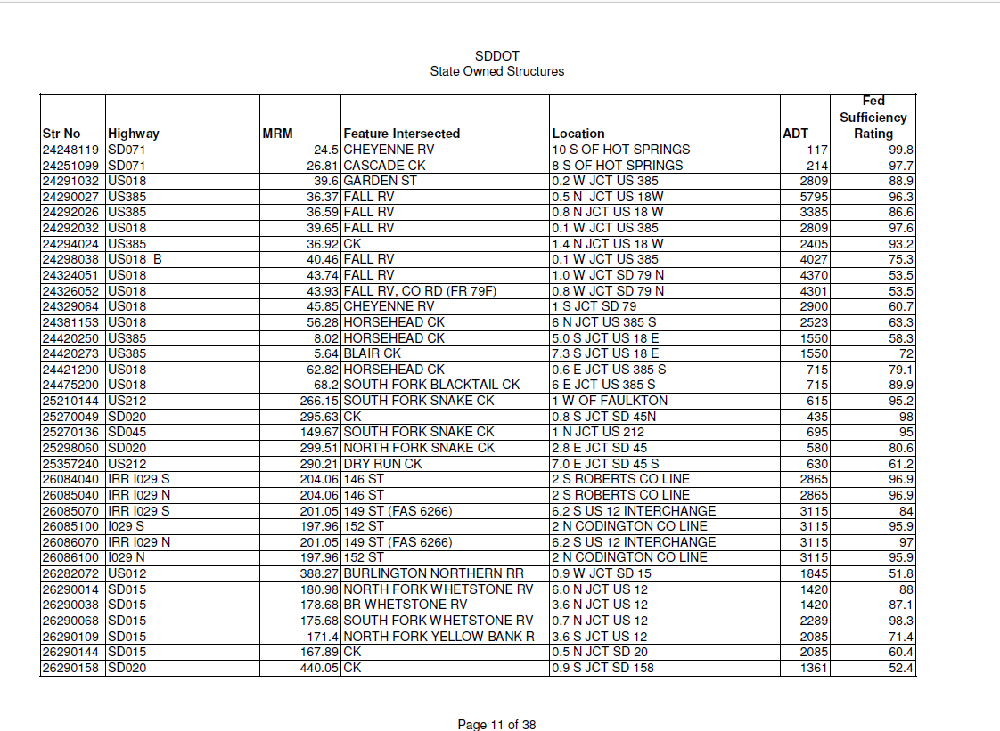 SDDOT
State Owned Structures
Str No Highway MRM Feature Intersected Location ADT Fed Sufficiency Rating
24248119 SD071 24.5 CHEYENNE RV 10 S OF HOT SPRINGS 117 99.8
24251099 SD071 26.81 CASCADE CK 8 S OF HOT SPRINGS 214 97.7
24291032 US018 39.6 GARDEN ST 0.2 W JCT US 385 2809 88.9
24290027 US385 36.37 FALL RV 0.5 N JCT US 18W 5795 96.3
24292026 US385 36.59 FALL RV 0.8 N JCT US 18 W 3385 86.6
24292032 US018 39.65 FALL RV 0.1 W JCT US 385 2809 97.6
24294024 US385 36.92 CK 1.4 N JCT US 18 W 2405 93.2
24298038 US018 B 40.46 FALL RV 0.1 W JCT US 385 4027 75.3
24324051 US018 43.74 FALL RV 1.0 W JCT SD 79 N 4370 53.5
24326052 US018 43.93 FALL RV, CO RD (FR 79F) 0.8 W JCT SD 79 N 4301 53.5
24329064 US018 45.85 CHEYENNE RV 1 S JCT SD 79 2900 60.7
24381153 US018 56.28 HORSEHEAD CK 6 N JCT US 385 S 2523 63.3
24420250 US385 8.02 HORSEHEAD CK 5.0 S JCT US 18 E 1550 58.3
24420273 US385 5.64 BLAIR CK 7.3 S JCT US 18 E 1550 72
24421200 US018 62.82 HORSEHEAD CK 0.6 E JCT US 385 S 715 79.1
24475200 US018 68.2 SOUTH FORK BLACKTAIL CK 6 E JCT US 385 S 715 89.9
25210144 US212 266.15 SOUTH FORK SNAKE CK 1 W OF FAULKTON 615 95.2
25270049 SD020 295.63 CK 0.8 S JCT SD 45N 435 98
25270136 SD045 149.67 SOUTH FORK SNAKE CK 1 N JCT US 212 695 95
25298060 SD020 299.51 NORTH FORK SNAKE CK 2.8 E JCT SD 45 580 80.6
25357240 US212 290.21 DRY RUN CK 7.0 E JCT SD 45 S 630 61.2
26084040 IRR I029 S 204.06 146 ST 2 S ROBERTS CO LINE 2865 96.9
26085040 IRR I029 N 204.06 146 ST 2 S ROBERTS CO LINE 2865 96.9
26085070 IRR I029 S 201.05 149 ST (FAS 6266) 6.2 S US 12 INTERCHANGE 3115 84
26085100 I029 S 197.96 152 ST 2 N CODINGTON CO LINE 3115 95.9
26086070 IRR I029 N 201.05 149 ST (FAS 6266) 6.2 S US 12 INTERCHANGE 3115 97
26086100 I029 N 197.96 152 ST 2 N CODINGTON CO LINE 3115 95.9
26282072 US012 388.27 BURLINGTON NORTHERN RR 0.9 W JCT SD 15 1845 51.8
26290014 SD015 180.98 NORTH FORK WHETSTONE RV 6.0 N JCT US 12 1420 88
26290038 SD015 178.68 BR WHETSTONE RV 3.6 N JCT US 12 1420 87.1
26290068 SD015 175.68 SOUTH FORK WHETSTONE RV 0.7 N JCT US 12 2289 98.3
26290109 SD015 171.4 NORTH FORK YELLOW BANK R 3.6 S JCT US 12 2085 71.4
26290144 SD015 167.89 CK 0.5 N JCT SD 20 2085 60.4
26290158 SD020 440.05 CK 0.9 S JCT SD 158 1361 52.4
Page 11 of 38